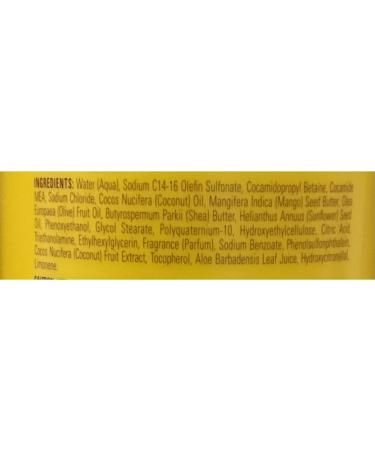 INGREDIENTS: Water (Aqua), Sodium C14-16 Olefin Sulfonate, Cocamidopropyl Betaine, Cocamide
MEA, Sodium Chloride, Cocos Nucifera (Coconut) Oil, Mangifera Indica (Mango) Seed Butter, Olea
Europaea (Olive) Fruit Oil, Butyrospermum Parkii (Shea) Butter, Helianthus Annuus (Sunflower) Seed
Oil, Phenoxyethanol, Glycol Stearate, Polyquaternium-10, Hydroxyethylcellulose, Citric Acid,
Triethanolamine, Ethylhexylglycerin, Fragrance (Parfum), Sodium Benzoate, Phenolsulfonphthalein,
Cocos Nucifera (Coconut) Fruit Extract, Tocopherol, Aloe Barbadensis Leaf Juice, Hydroxycitronellal,
Limonene.